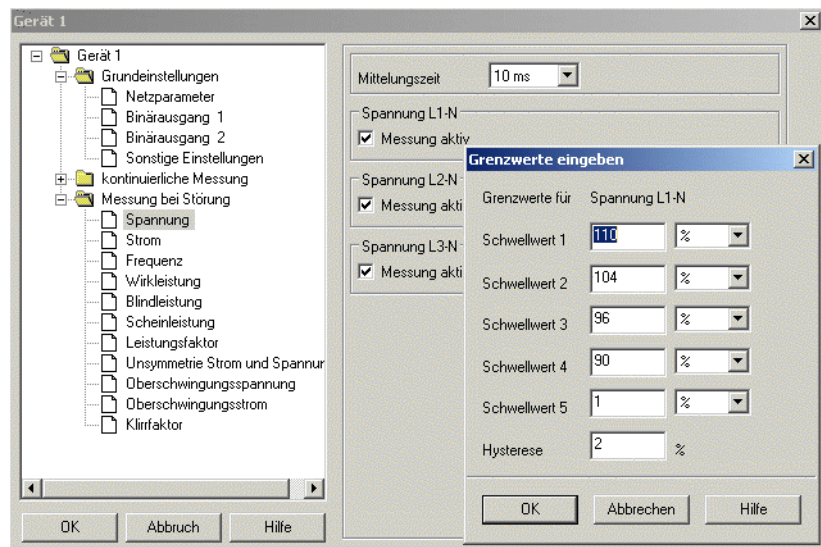 Gerät 1
Gerät 1
Grundeinstellungen
Netzparameter
Binärausgang 1
Binärausgang 2
Sonstige Einstellungen
kontinuierliche Messung
Messung bei Störung
Spannung
Strom
Frequenz
Wirkleistung
Blindleistung
Scheinleistung
Leistungsfaktor
Unsymmetrie Strom und Spannur
Oberschwingungsspannung
Oberschwingungsstrom
Klirrfaktor
OK Abbruch Hilfe
Mittelungszeit 10 ms
Spannung L1-N
Messung aktiv
Spannung L2-N
Messung akti
Spannung L3-N
Messung akti
Grenzwerte eingeben
Grenzwerte für Spannung L1-N
Schwellwert 1 110 %
Schwellwert 2 104 %
Schwellwert 3 96 %
Schwellwert 4 90 %
Schwellwert 5 1 %
Hysterese 2 %
OK Abbrechen Hilfe